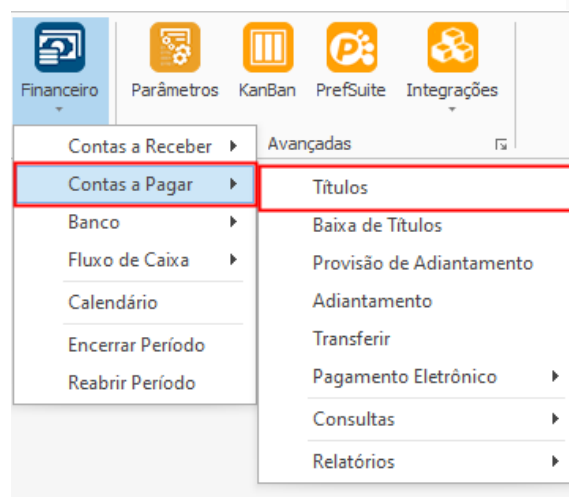 Financeiro
Parâmetros
KanBan
PrefSuite
Integrações
Avançadas
Contas a Receber
Contas a Pagar
Banco
Fluxo de Caixa
Calendário
Encerrar Período
Reabrir Período
Títulos
Baixa de Títulos
Provisão de Adiantamento
Adiantamento
Transferir
Pagamento Eletrônico
Consultas
Relatórios